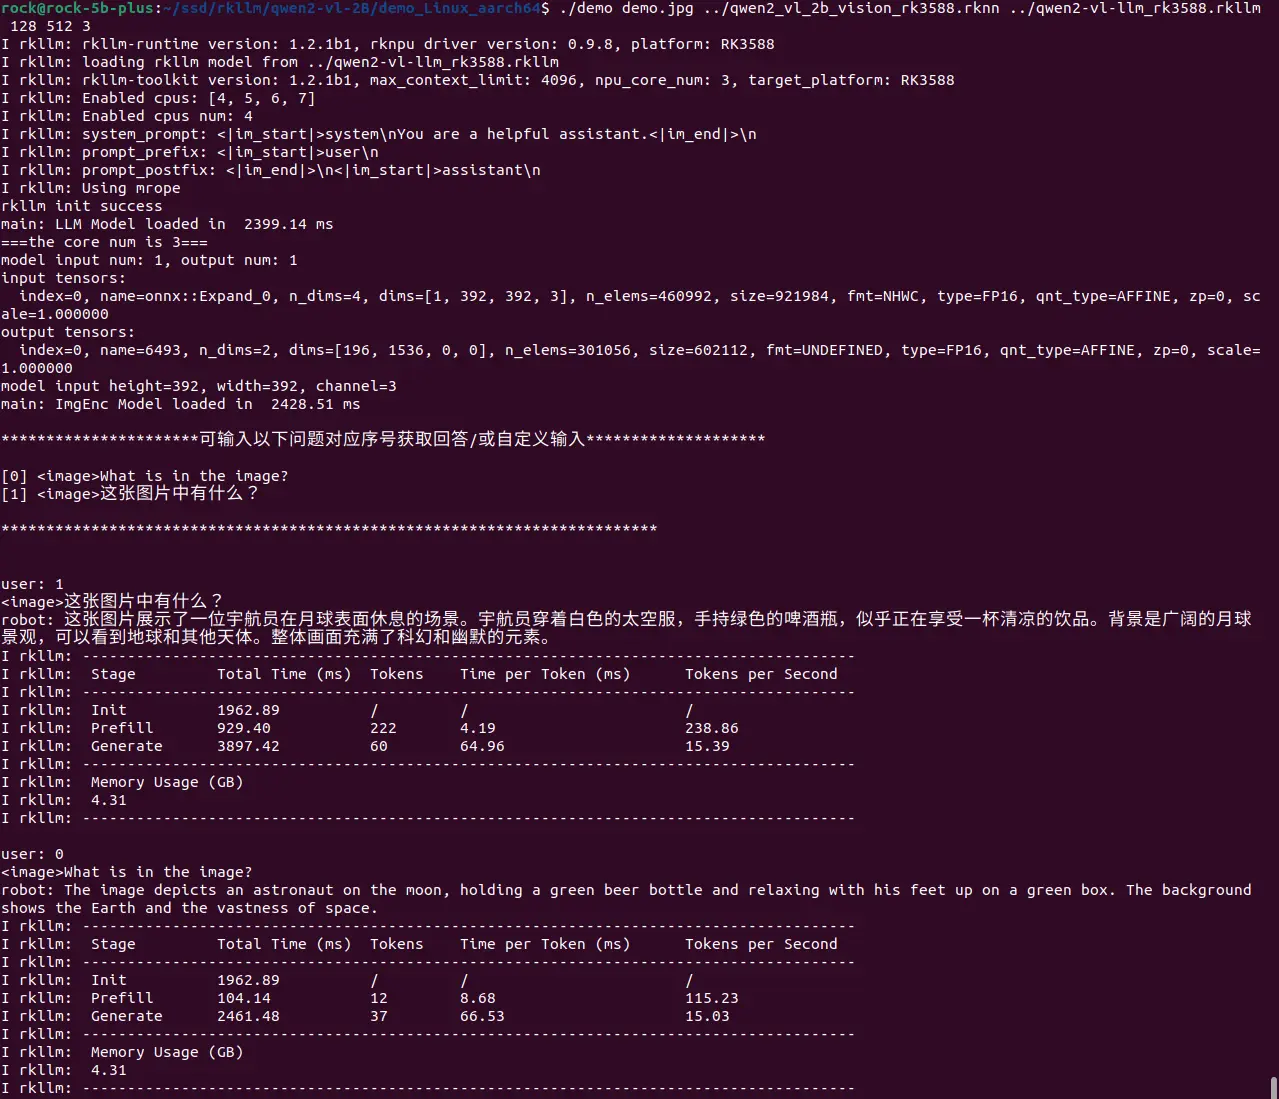 rock@rock-5b-plus:~/ssd/rkllm/qwen2-vl-2B/demo_Linux_aarch64$ ./demo demo.jpg ../qwen2_vl_2b_vision_rk3588.rknn ../qwen2-vl-llm_rk3588.rkllm
 128 512 3
I rkllm: rkllm-runtime version: 1.2.1b1, rknpu driver version: 0.9.8, platform: RK3588
I rkllm: loading rkllm model from ../qwen2-vl-llm_rk3588.rkllm
I rkllm: rkllm-toolkit version: 1.2.1b1, max_context_limit: 4096, npu_core_num: 3, target_platform: RK3588
I rkllm: Enabled cpus: [4, 5, 6, 7]
I rkllm: Enabled cpus num: 4
I rkllm: system_prompt: <|im_start|>system\nYou are a helpful assistant.<|im_end|>\n
I rkllm: prompt_prefix: <|im_start|>user\n
I rkllm: prompt_postfix: <|im_end|>\n<|im_start|>assistant\n
I rkllm: Using mrope
rkllm init success
main: LLM Model loaded in  2399.14 ms
===the core num is 3===
model input num: 1, output num: 1
input tensors:
  index=0, name=onnx::Expand_0, n_dims=4, dims=[1, 392, 392, 3], n_elems=460992, size=921984, fmt=NHWC, type=FP16, qnt_type=AFFINE, zp=0, sc
ale=1.000000
output tensors:
  index=0, name=6493, n_dims=2, dims=[196, 1536, 0, 0], n_elems=301056, size=602112, fmt=UNDEFINED, type=FP16, qnt_type=AFFINE, zp=0, scale=
1.000000
model input height=392, width=392, channel=3
main: ImgEnc Model loaded in  2428.51 ms
**********************可输入以下问题对应序号获取回答/或自定义输入********************
[0] <image>What is in the image?
[1] <image>这张图片中有什么？
*************************************************************************
user: 1
<image>这张图片中有什么？
robot: 这张图片展示了一位宇航员在月球表面休息的场景。宇航员穿着白色的太空服，手持绿色的啤酒瓶，似乎正在享受一杯清凉的饮品。背景是广阔的月球
景观，可以看到地球和其他天体。整体画面充满了科幻和幽默的元素。
I rkllm: --------------------------------------------------------------------------------------
I rkllm:  Stage         Total Time (ms)  Tokens    Time per Token (ms)      Tokens per Second
I rkllm: --------------------------------------------------------------------------------------
I rkllm:  Init          1962.89          /         /                        /
I rkllm:  Prefill       929.40           222       4.19                     238.86
I rkllm:  Generate      3897.42          60        64.96                    15.39
I rkllm: --------------------------------------------------------------------------------------
I rkllm:  Memory Usage (GB)
I rkllm:  4.31
I rkllm: --------------------------------------------------------------------------------------
user: 0
<image>What is in the image?
robot: The image depicts an astronaut on the moon, holding a green beer bottle and relaxing with his feet up on a green box. The background
shows the Earth and the vastness of space.
I rkllm: --------------------------------------------------------------------------------------
I rkllm:  Stage         Total Time (ms)  Tokens    Time per Token (ms)      Tokens per Second
I rkllm: --------------------------------------------------------------------------------------
I rkllm:  Init          1962.89          /         /                        /
I rkllm:  Prefill       104.14           12        8.68                     115.23
I rkllm:  Generate      2461.48          37        66.53                    15.03
I rkllm: --------------------------------------------------------------------------------------
I rkllm:  Memory Usage (GB)
I rkllm:  4.31
I rkllm: --------------------------------------------------------------------------------------